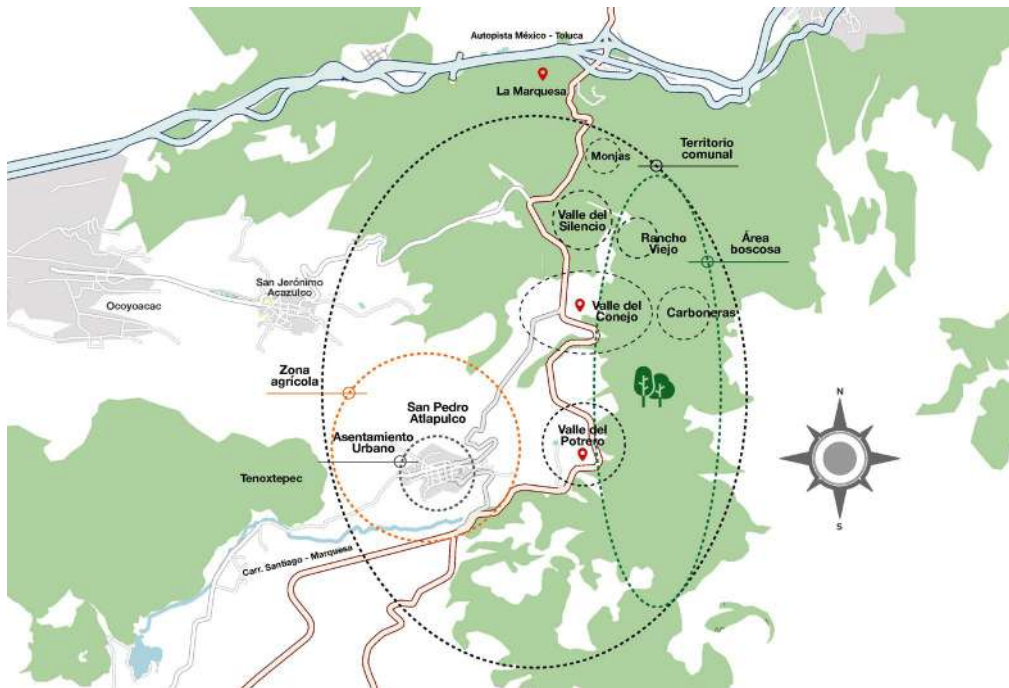 Autopista México - Toluca
La Marquesa
Monjas
Territorio
comunal
Valle del
Silencio
Rancho
Viejo
Área
boscosa
San Jerónimo
Acazulco
Ocoyoacac
Valle del
Conejo
Carboneras
Zona
agrícola
San Pedro
Atlapulco
Asentamiento
Urbano
Valle del
Potrero
N
S
Tenoxtepec
Carr. Santiago - Marquesa